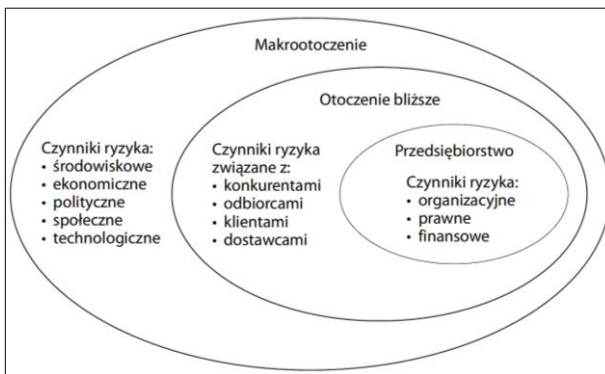 Makrootoczenie
Otoczenie bliższe
Czynniki ryzyka:
• środowiskowe
• ekonomiczne
• polityczne
• społeczne
• technologiczne
Czynniki ryzyka
związane z:
• konkurentami
• odbiorcami
• klientami
• dostawcami
Przedsiębiorstwo
Czynniki ryzyka:
• organizacyjne
• prawne
• finansowe